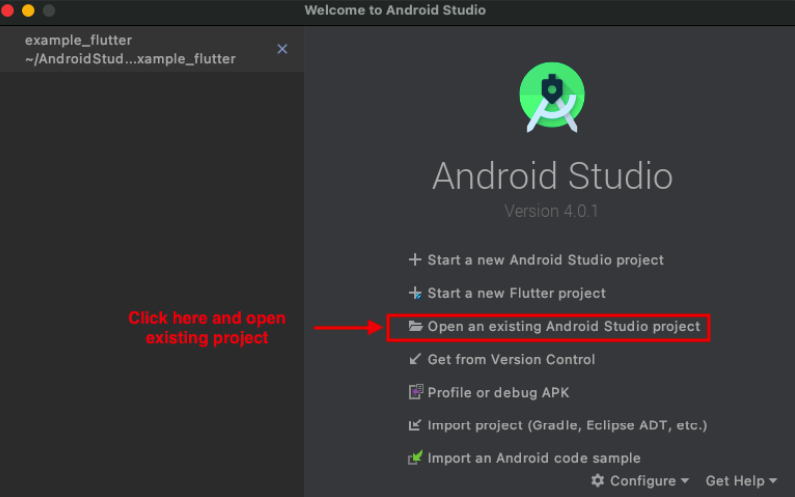 Welcome to Android Studio
example_flutter
~/AndroidStud...xample_flutter
Android Studio
Version 4.0.1
Start a new Android Studio project
Start a new Flutter project
Click here and open
existing project
Open an existing Android Studio project
Get from Version Control
Profile or debug APK
Import project (Gradle, Eclipse ADT, etc.)
Import an Android code sample
Configure
Get Help